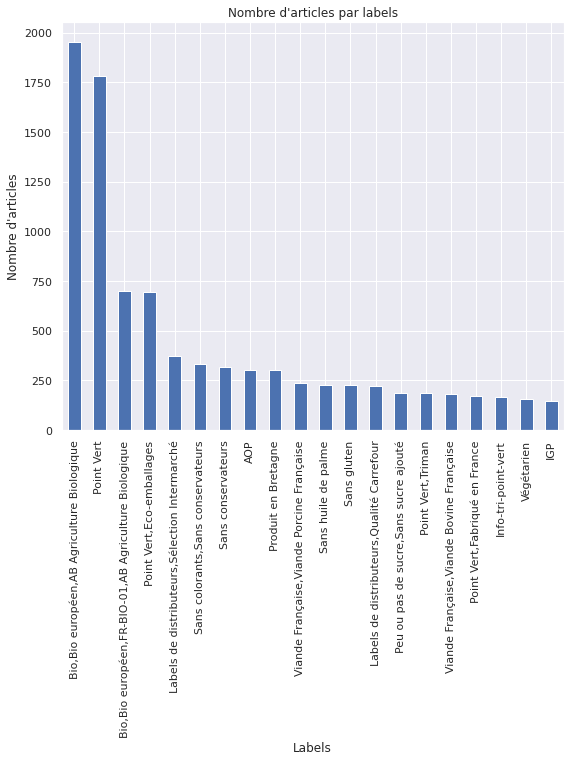 Nombre d'articles par labels
Nombre d'articles
2000
1750
1500
1250
1000
750
500
250
0
Bio,Bio européen,AB Agriculture Biologique
Point Vert
Bio,Bio européen,FR-BIO-01,AB Agriculture Biologique
Point Vert,Eco-emballages
Labels de distributeurs,Sélection Intermarché
Sans colorants,Sans conservateurs
Sans conservateurs
AOP
Produit en Bretagne
Viande Française,Viande Porcine Française
Sans huile de palme
Sans gluten
Labels de distributeurs,Qualité Carrefour
Peu ou pas de sucre,Sans sucre ajouté
Point Vert,Triman
Viande Française,Viande Bovine Française
Point Vert,Fabriqué en France
Info-tri-point-vert
Végétarien
IGP
Labels